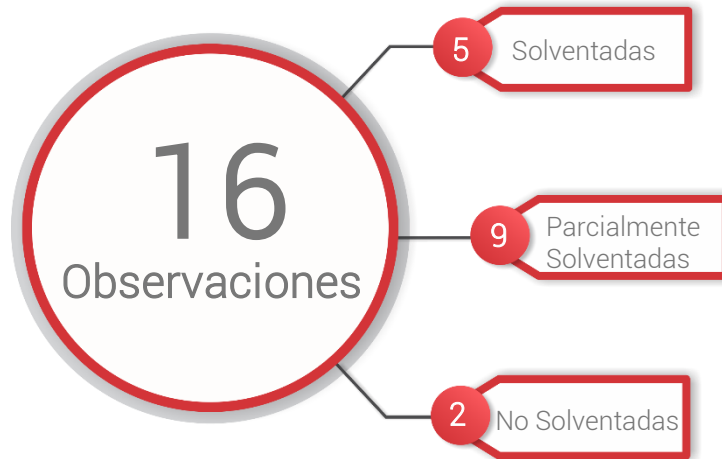 16
Observaciones
5
Solventadas
9
Parcialmente
Solventadas
2
No Solventadas